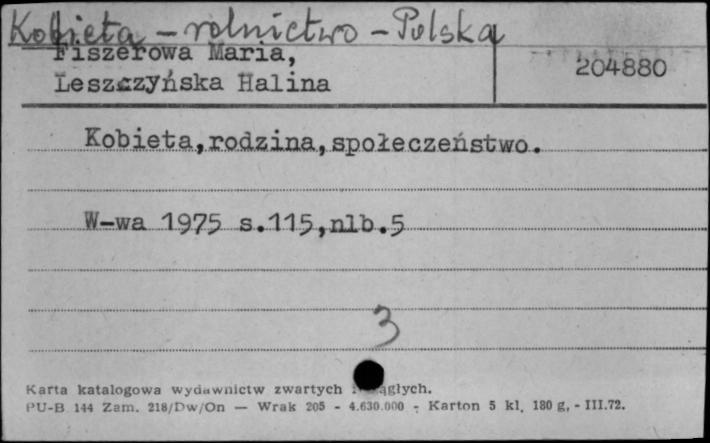 Kobieta – rolnictwo – Polska
Fiszerowa Maria,
204880
Leszczyńska Halina
Kobieta,rodzina,społeczeństwo.
W-wa 1975 s.115,nlb.5
3
Karta katalogowa wydawnictw zwartych
PU-B 144 Zam. 218/Dw/On — Wrak 205 - 4.630.000 - Karton 5 kl. 180 g, - III.72.